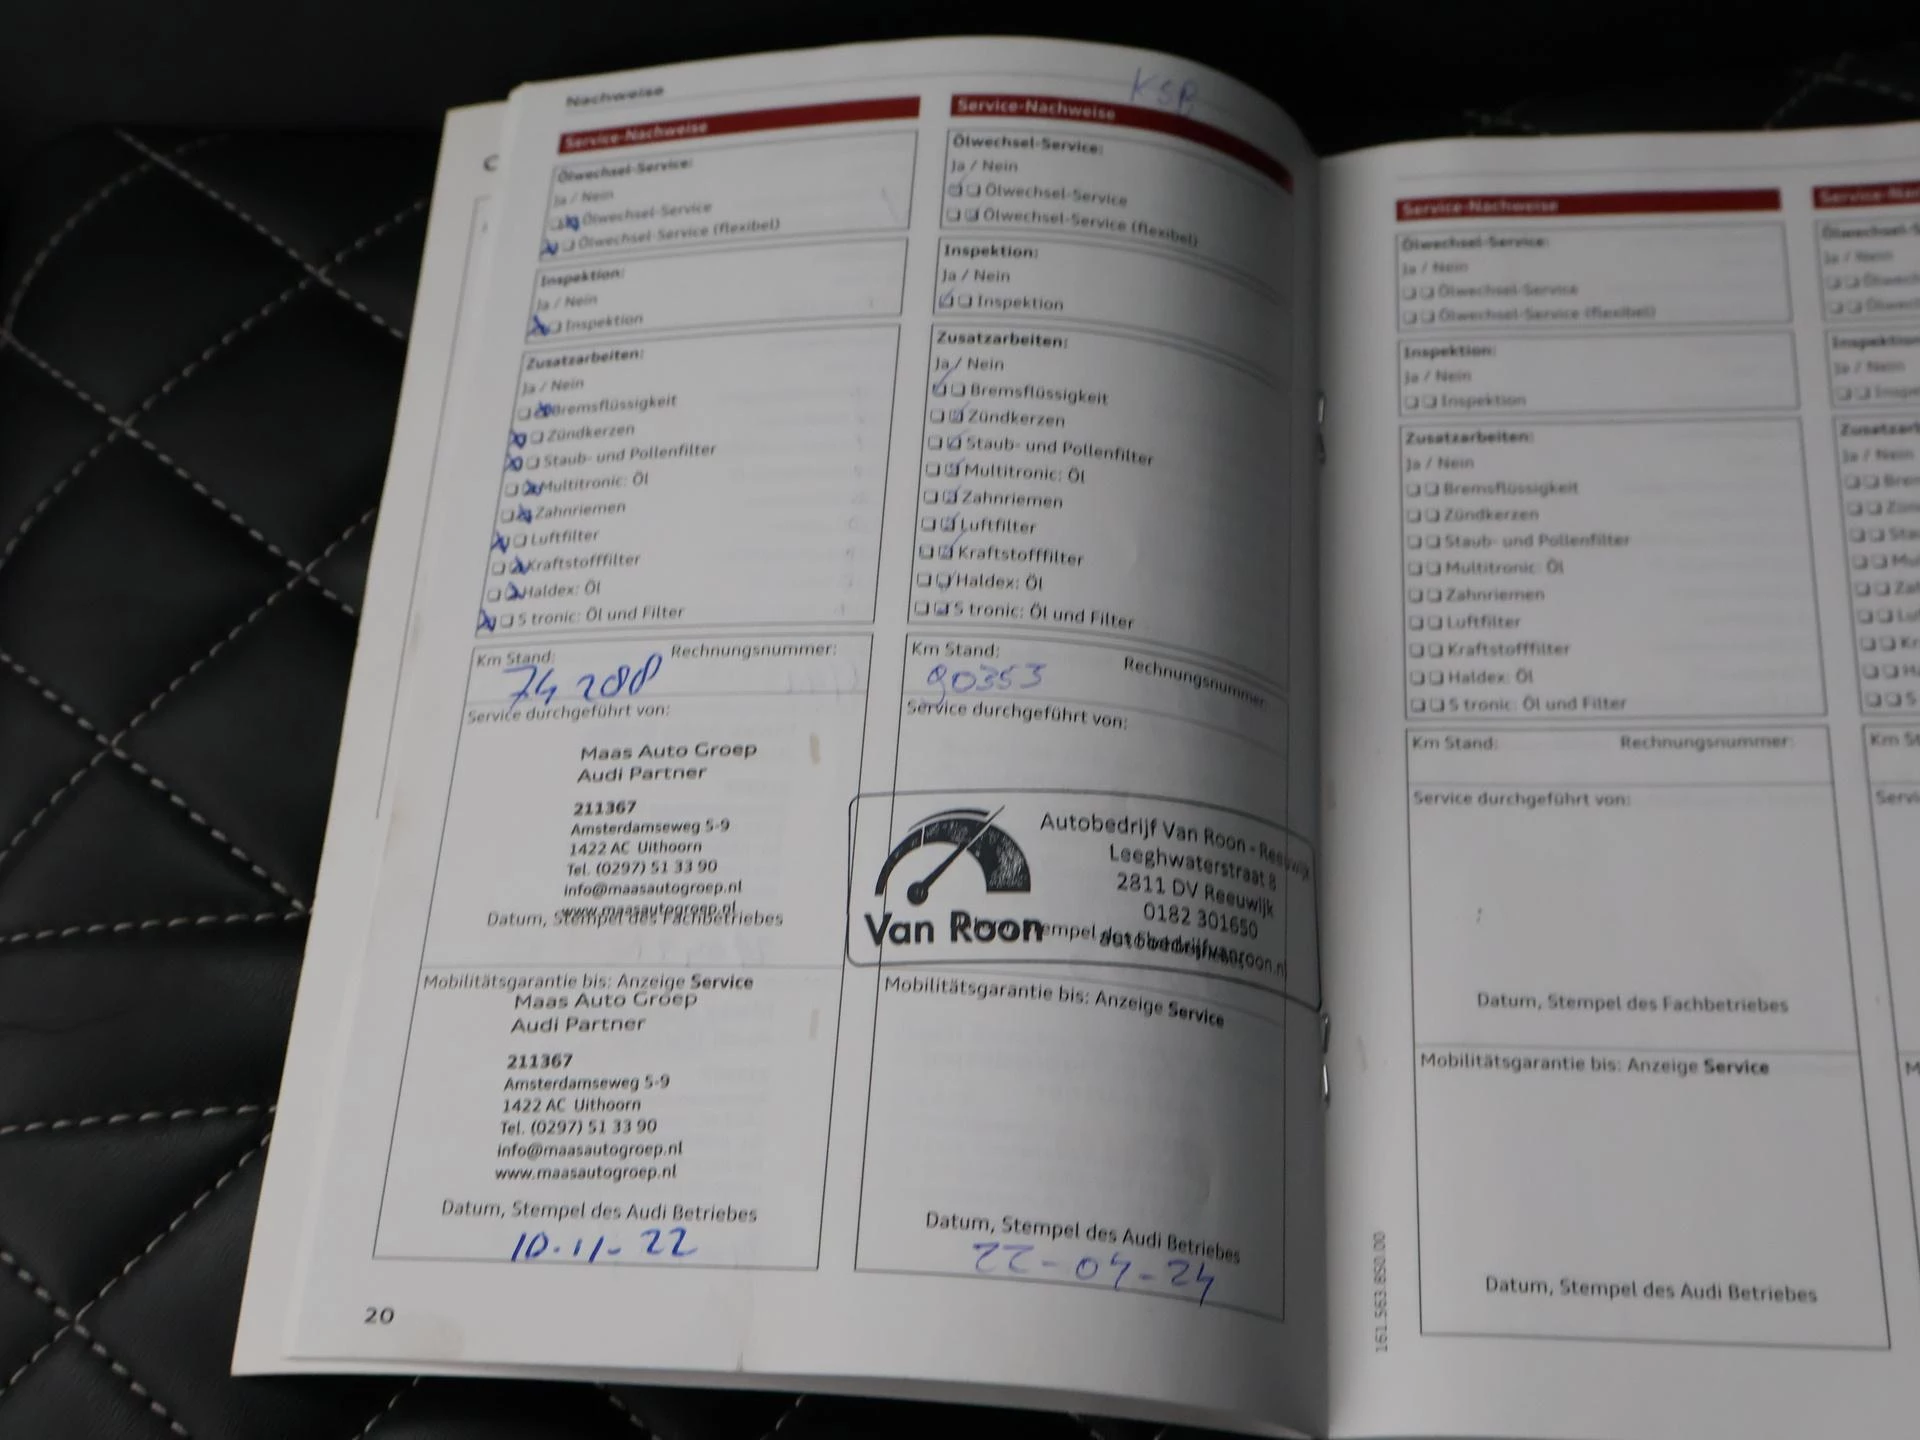 Nachweise
Service-Nachweise
Ölwechsel-Service:
Ja / Nein
Ölwechsel-Service
Ölwechsel-Service (flexibel)
Inspektion:
Ja / Nein
Inspektion
Zusatzarbeiten:
Ja / Nein
Bremsflüssigkeit
Zündkerzen
Staub- und Pollenfilter
Multitronic: Öl
Zahnriemen
Luftfilter
Kraftstofffilter
Haldex: Öl
S tronic: Öl und Filter
Km Stand: Rechnungsnummer:
74 288
Service durchgeführt von:
Maas Auto Groep
Audi Partner
211367
Amsterdamseweg 5-9
1422 AC Uithoorn
Tel. (0297) 51 33 90
info@maasautogroep.nl
www.maasautogroep.nl
Datum, Stempel des Fachbetriebes
Mobilitätsgarantie bis: Anzeige Service
Maas Auto Groep
Audi Partner
211367
Amsterdamseweg 5-9
1422 AC Uithoorn
Tel. (0297) 51 33 90
info@maasautogroep.nl
www.maasautogroep.nl
Datum, Stempel des Audi Betriebes
10-11-22
20
KSB
Service-Nachweise
Ölwechsel-Service:
Ja / Nein
Ölwechsel-Service
Ölwechsel-Service (flexibel)
Inspektion:
Ja / Nein
Inspektion
Zusatzarbeiten:
Ja / Nein
Bremsflüssigkeit
Zündkerzen
Staub- und Pollenfilter
Multitronic: Öl
Zahnriemen
Luftfilter
Kraftstofffilter
Haldex: Öl
S tronic: Öl und Filter
Km Stand: Rechnungsnummer:
90353
Service durchgeführt von:
Autobedrijf Van Roon - Reeuwijk
Leeghwaterstraat 8
2811 DV Reeuwijk
0182 301650
autobedrijfvanroon.nl
Van Roon
Mobilitätsgarantie bis: Anzeige Service
Datum, Stempel des Audi Betriebes
22-04-24
Service-Nachweise
Ölwechsel-Service:
Ja / Nein
Ölwechsel-Service
Ölwechsel-Service (flexibel)
Inspektion:
Ja / Nein
Inspektion
Zusatzarbeiten:
Ja / Nein
Bremsflüssigkeit
Zündkerzen
Staub- und Pollenfilter
Multitronic: Öl
Zahnriemen
Luftfilter
Kraftstofffilter
Haldex: Öl
S tronic: Öl und Filter
Km Stand: Rechnungsnummer:
Service durchgeführt von:
Datum, Stempel des Fachbetriebes
Mobilitätsgarantie bis: Anzeige Service
Datum, Stempel des Audi Betriebes
161.563.850.00